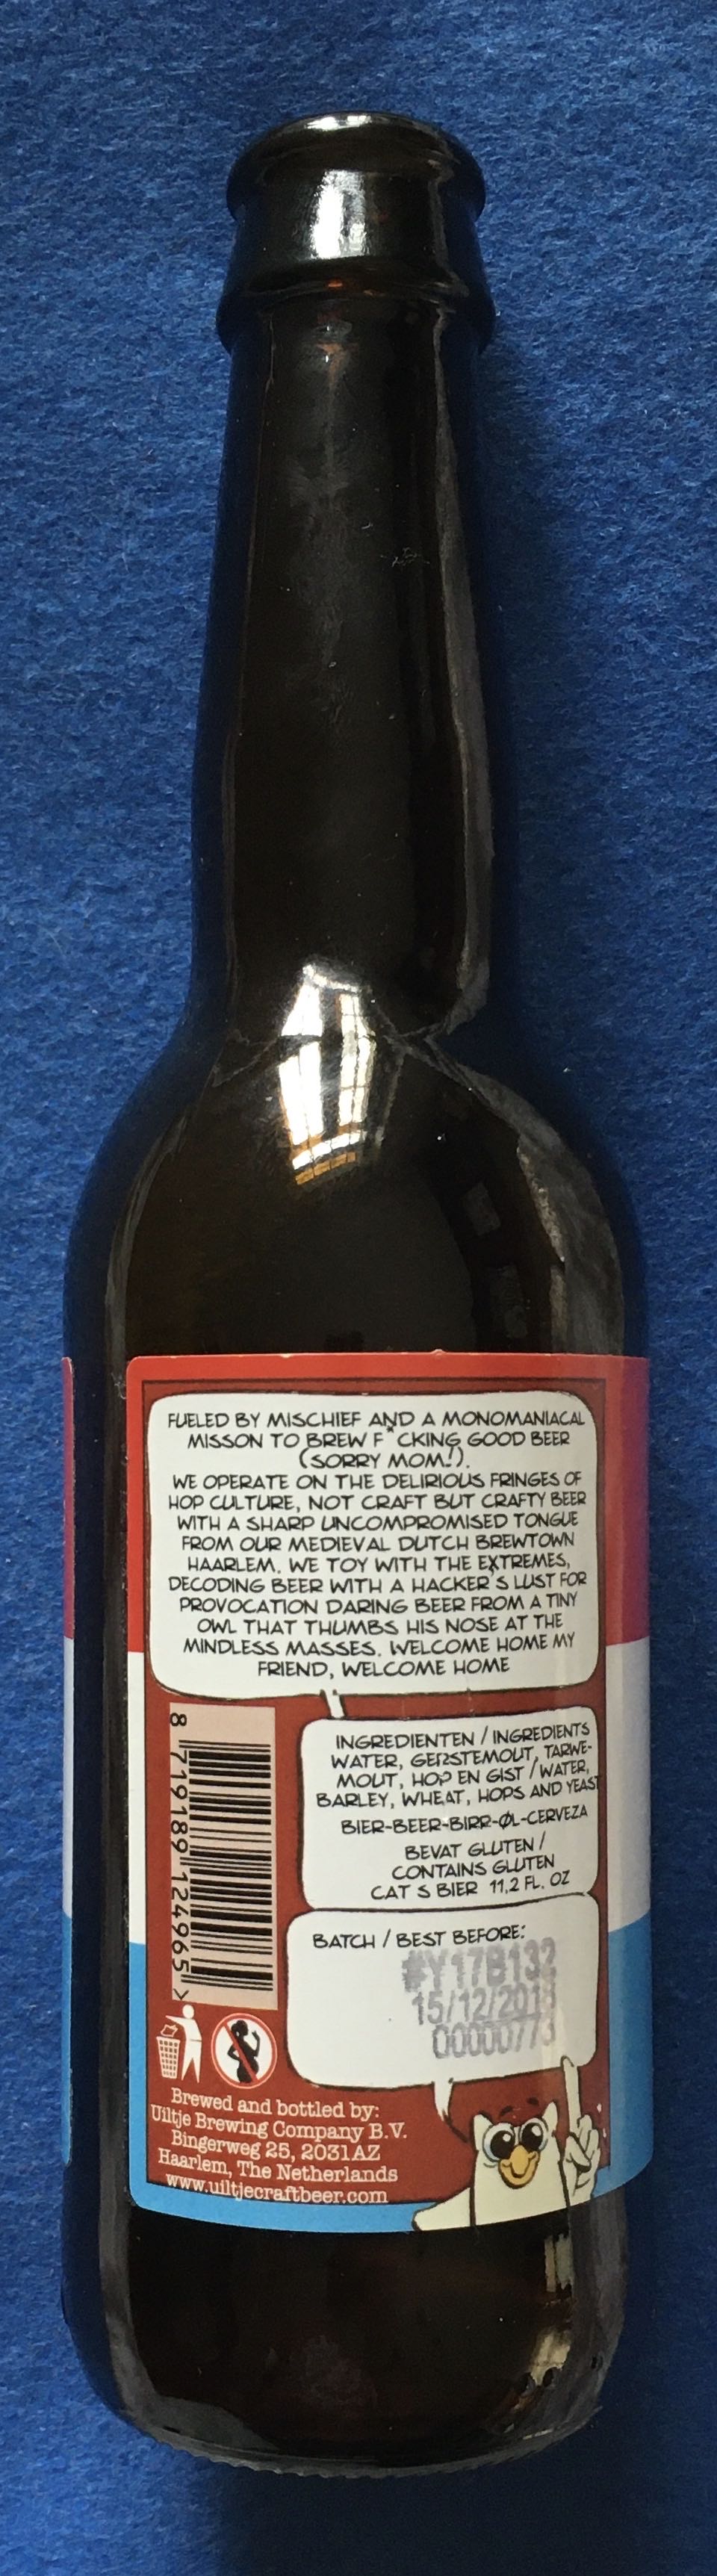 FUELED BY MISCHIEF AND A MONOMANIACAL
MISSON TO BREW F*CKING GOOD BEER
(SORRY MOM!).
WE OPERATE ON THE DELIRIOUS FRINGES OF
HOP CULTURE, NOT CRAFT BUT CRAFTY BEER
WITH A SHARP UNCOMPROMISED TONGUE
FROM OUR MEDIEVAL DUTCH BREWTOWN
HAARLEM. WE TOY WITH THE EXTREMES,
DECODING BEER WITH A HACKER'S LUST FOR
PROVOCATION DARING BEER FROM A TINY
OWL THAT THUMBS HIS NOSE AT THE
MINDLESS MASSES. WELCOME HOME MY
FRIEND, WELCOME HOME
8 719189 124965 >
INGREDIENTEN / INGREDIENTS
WATER, GERSTEMOUT, TARWE-
MOUT, HOP EN GIST / WATER,
BARLEY, WHEAT, HOPS AND YEAST
BIER-BEER-BIRR-ØL-CERVEZA
BEVAT GLUTEN /
CONTAINS GLUTEN
CAT S BIER 11,2 FL. OZ
BATCH / BEST BEFORE:
#Y17B132
15/12/2018
00000773
Brewed and bottled by:
Uiltje Brewing Company B.V.
Bingerweg 25, 2031AZ
Haarlem, The Netherlands
www.uiltjecraftbeer.com